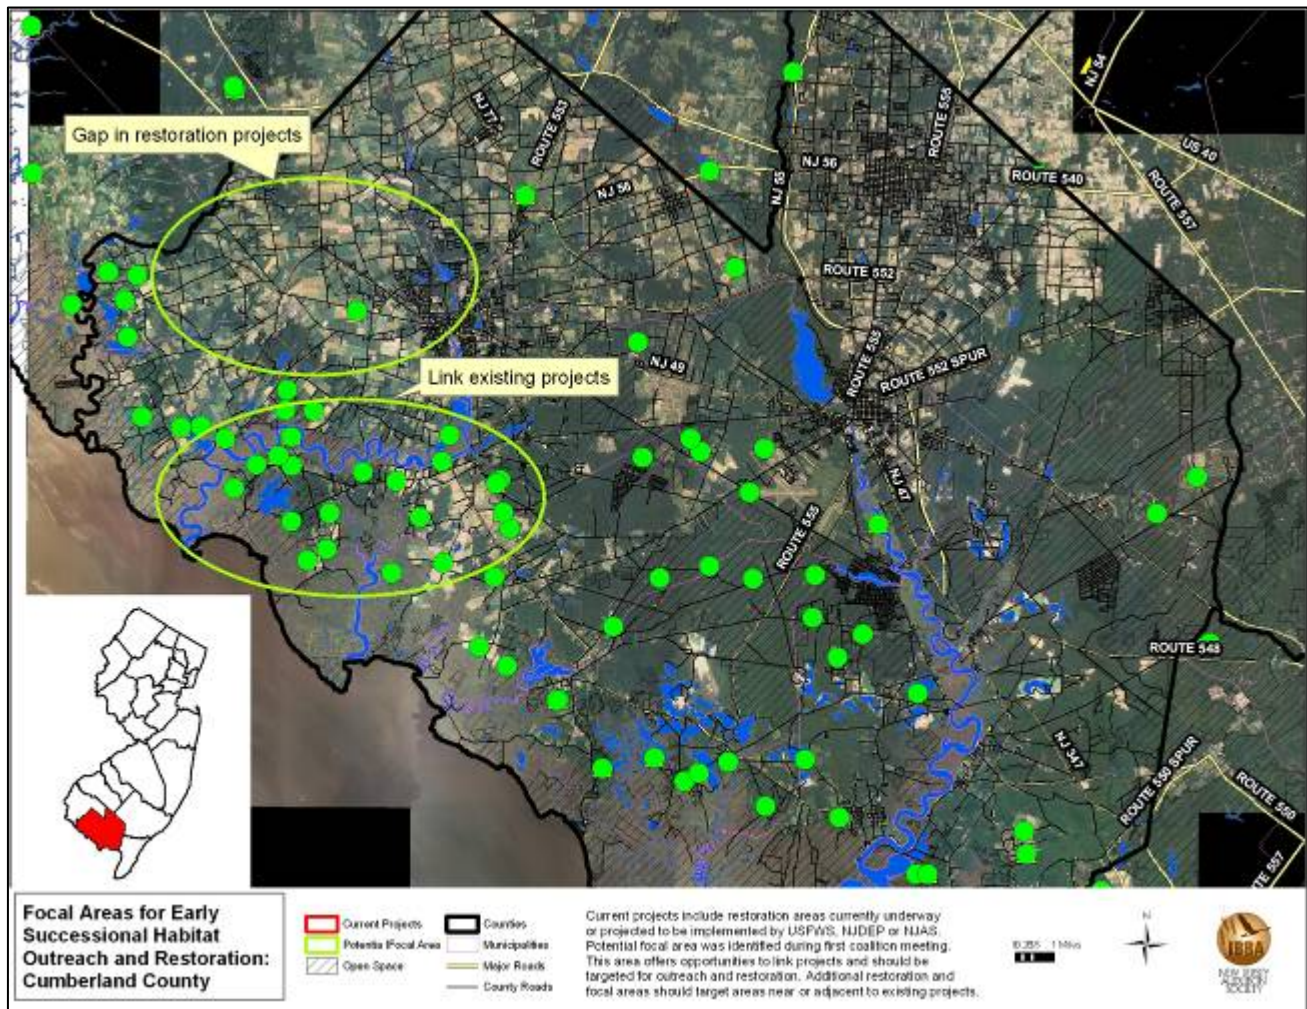 NJ 54
US 40
Gap in restoration projects
NJ 77
ROUTE 553
ROUTE 555
NJ 56
NJ 55
NJ 56
ROUTE 540
ROUTE 557
ROUTE 552
Link existing projects
NJ 49
ROUTE 555
ROUTE 552 SPUR
NJ 47
ROUTE 555
ROUTE 548
NJ 347
ROUTE 550 SPUR
ROUTE 550
TE 557
Focal Areas for Early
Successional Habitat
Outreach and Restoration:
Cumberland County
Current Projects
Potential Focal Area
Open Space
Counties
Municipalities
Major Roads
County Roads
Current projects include restoration areas currently underway
or projected to be implemented by USFWS, NJDEP or NJAS.
Potential focal area was identified during first coalition meeting.
This area offers opportunities to link projects and should be
targeted for outreach and restoration. Additional restoration and
focal areas should target areas near or adjacent to existing projects.
N
IBBA
NEW JERSEY
AUDUBON
SOCIETY